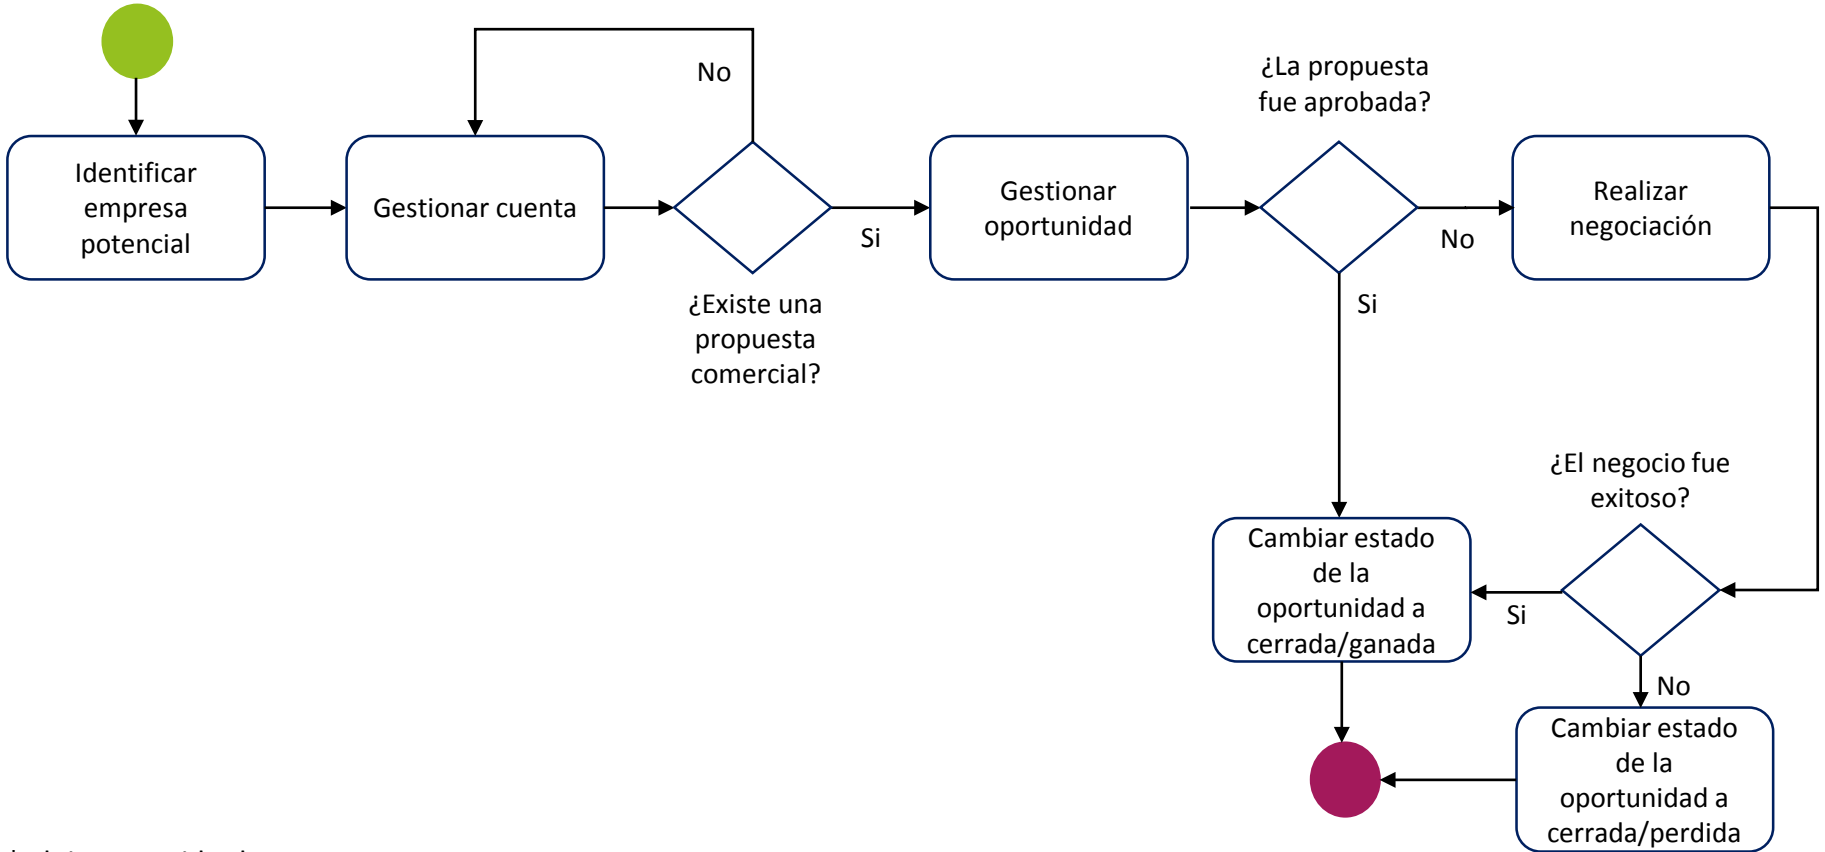 Identificar
empresa
potencial
Gestionar cuenta
No
¿Existe una
propuesta
comercial?
Si
Gestionar
oportunidad
¿La propuesta
fue aprobada?
No
Si
Realizar
negociación
¿El negocio fue
exitoso?
Si
No
Cambiar estado
de la
oportunidad a
cerrada/ganada
Cambiar estado
de la
oportunidad a
cerrada/perdida